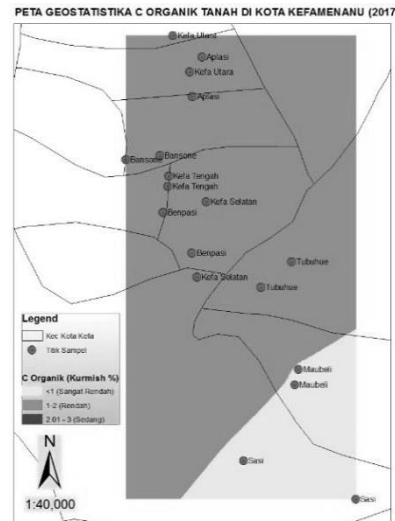 PETA GEOSTATISTIKA C ORGANIK TANAH DI KOTA KEFAMENANU (2017
Kefa Utara
Aplasi
Kefa Utara
Aplasi
Bansone
Bansone
Kefa Tengah
Kefa Tengah
Kefa Selatan
Benpasi
Benpasi
Tubuhue
Kefa Selatan
Tubuhue
Maubeli
Maubeli
Sasi
Sasi
Legend
Kec Kota Kefa
Titik Sampel
C Organik (Kurmish %)
<1 (Sangat Rendah)
1-2 (Rendah)
2.01 - 3 (Sedang)
N
1:40,000